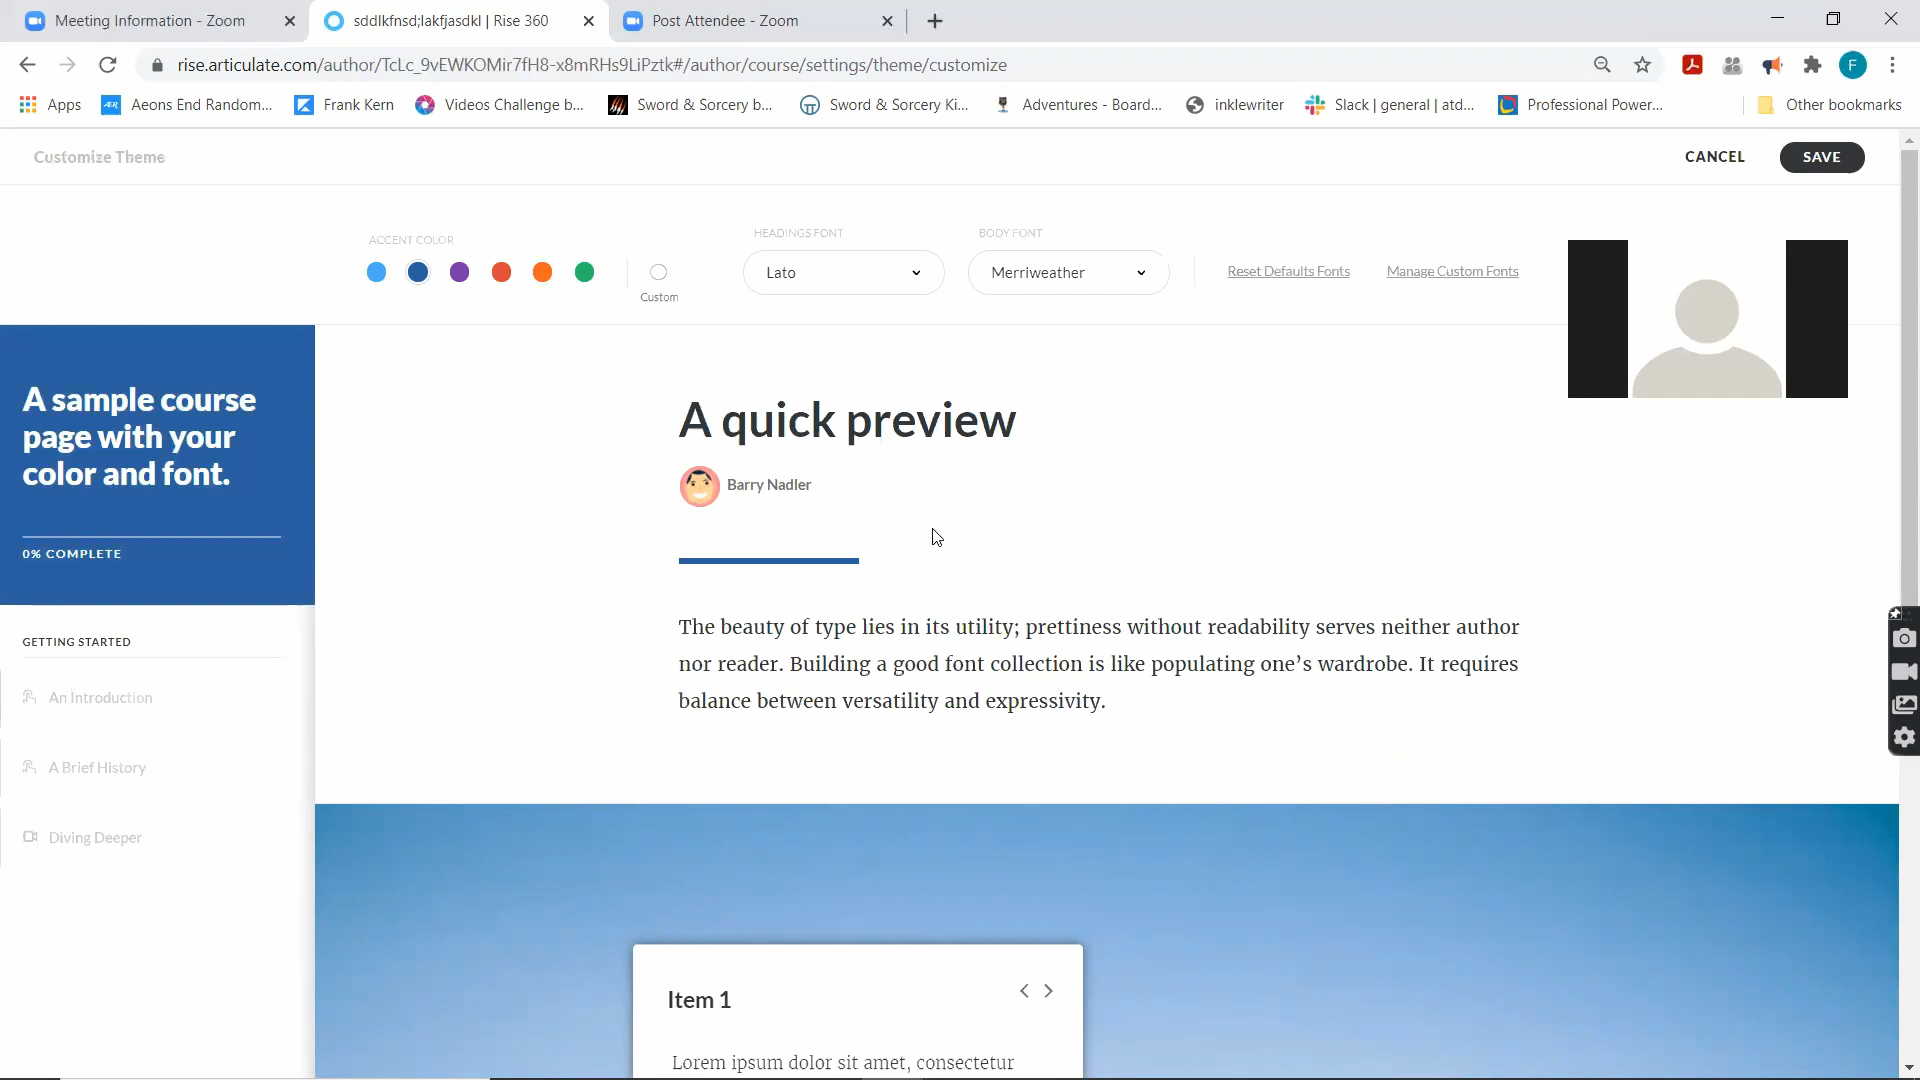 Meeting Information - Zoom
sddlkfnsd;lakfjasdkl | Rise 360
Post Attendee - Zoom
rise.articulate.com/author/TcLc_9vEWKOMir7fH8-x8mRHs9LiPztk#/author/course/settings/theme/customize
F
Apps
AER
Aeons End Random...
Frank Kern
Videos Challenge b...
Sword & Sorcery b...
Sword & Sorcery Ki...
Adventures - Board...
inklewriter
Slack | general | atd...
Professional Power...
Other bookmarks
Customize Theme
CANCEL
SAVE
ACCENT COLOR
Custom
HEADINGS FONT
Lato
BODY FONT
Merriweather
Reset Defaults Fonts
Manage Custom Fonts
A sample course
page with your
color and font.
0% COMPLETE
GETTING STARTED
An Introduction
A Brief History
Diving Deeper
A quick preview
Barry Nadler
The beauty of type lies in its utility; prettiness without readability serves neither author
nor reader. Building a good font collection is like populating one’s wardrobe. It requires
balance between versatility and expressivity.
Item 1
Lorem ipsum dolor sit amet, consectetur